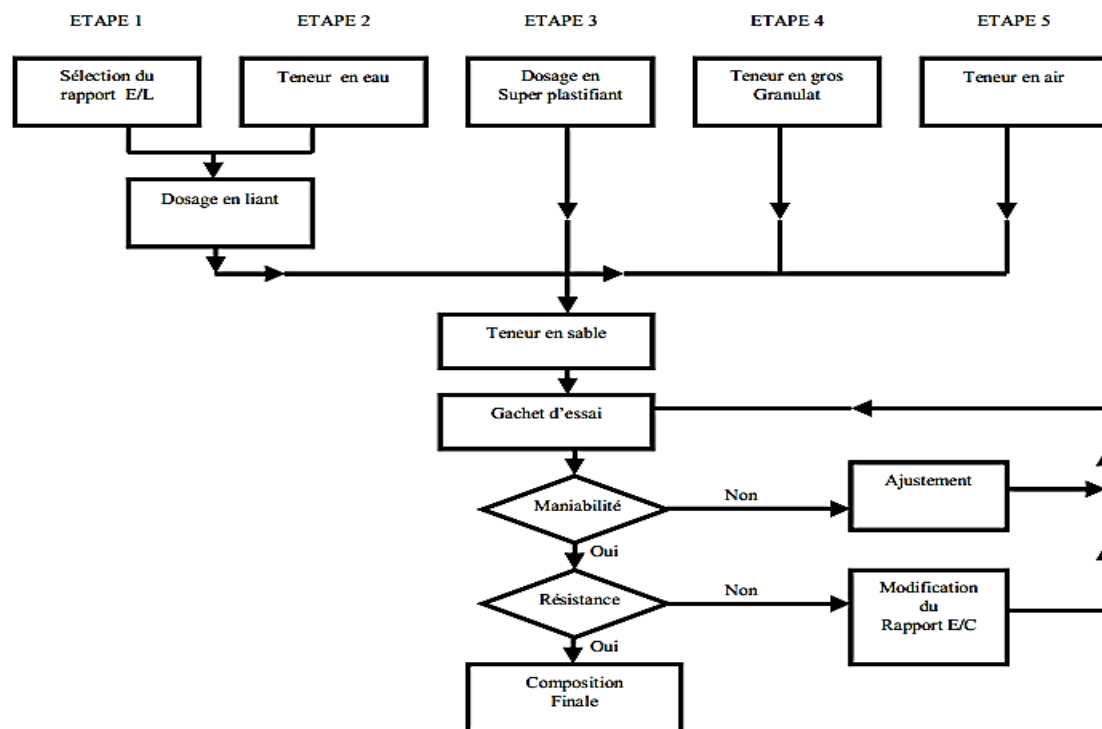 ETAPE 1
ETAPE 2
ETAPE 3
ETAPE 4
ETAPE 5
Sélection du
rapport E/L
Teneur en eau
Dosage en
Super plastifiant
Teneur en gros
Granulat
Teneur en air
Dosage en liant
Teneur en sable
Gachet d'essai
Maniabilité
Non
Ajustement
Oui
Résistance
Non
Modification
du
Rapport E/C
Oui
Composition
Finale